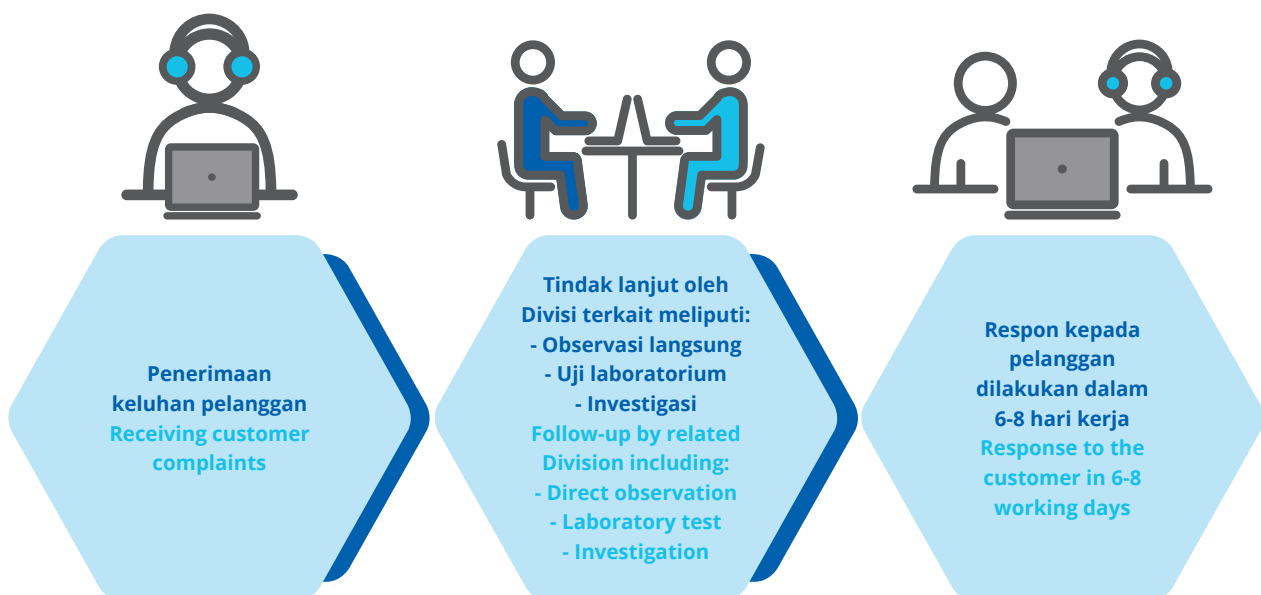 Penerimaan
keluhan pelanggan
Receiving customer
complaints
Tindak lanjut oleh
Divisi terkait meliputi:
- Observasi langsung
- Uji laboratorium
- Investigasi
Follow-up by related
Division including:
- Direct observation
- Laboratory test
- Investigation
Respon kepada
pelanggan
dilakukan dalam
6-8 hari kerja
Response to the
customer in 6-8
working days